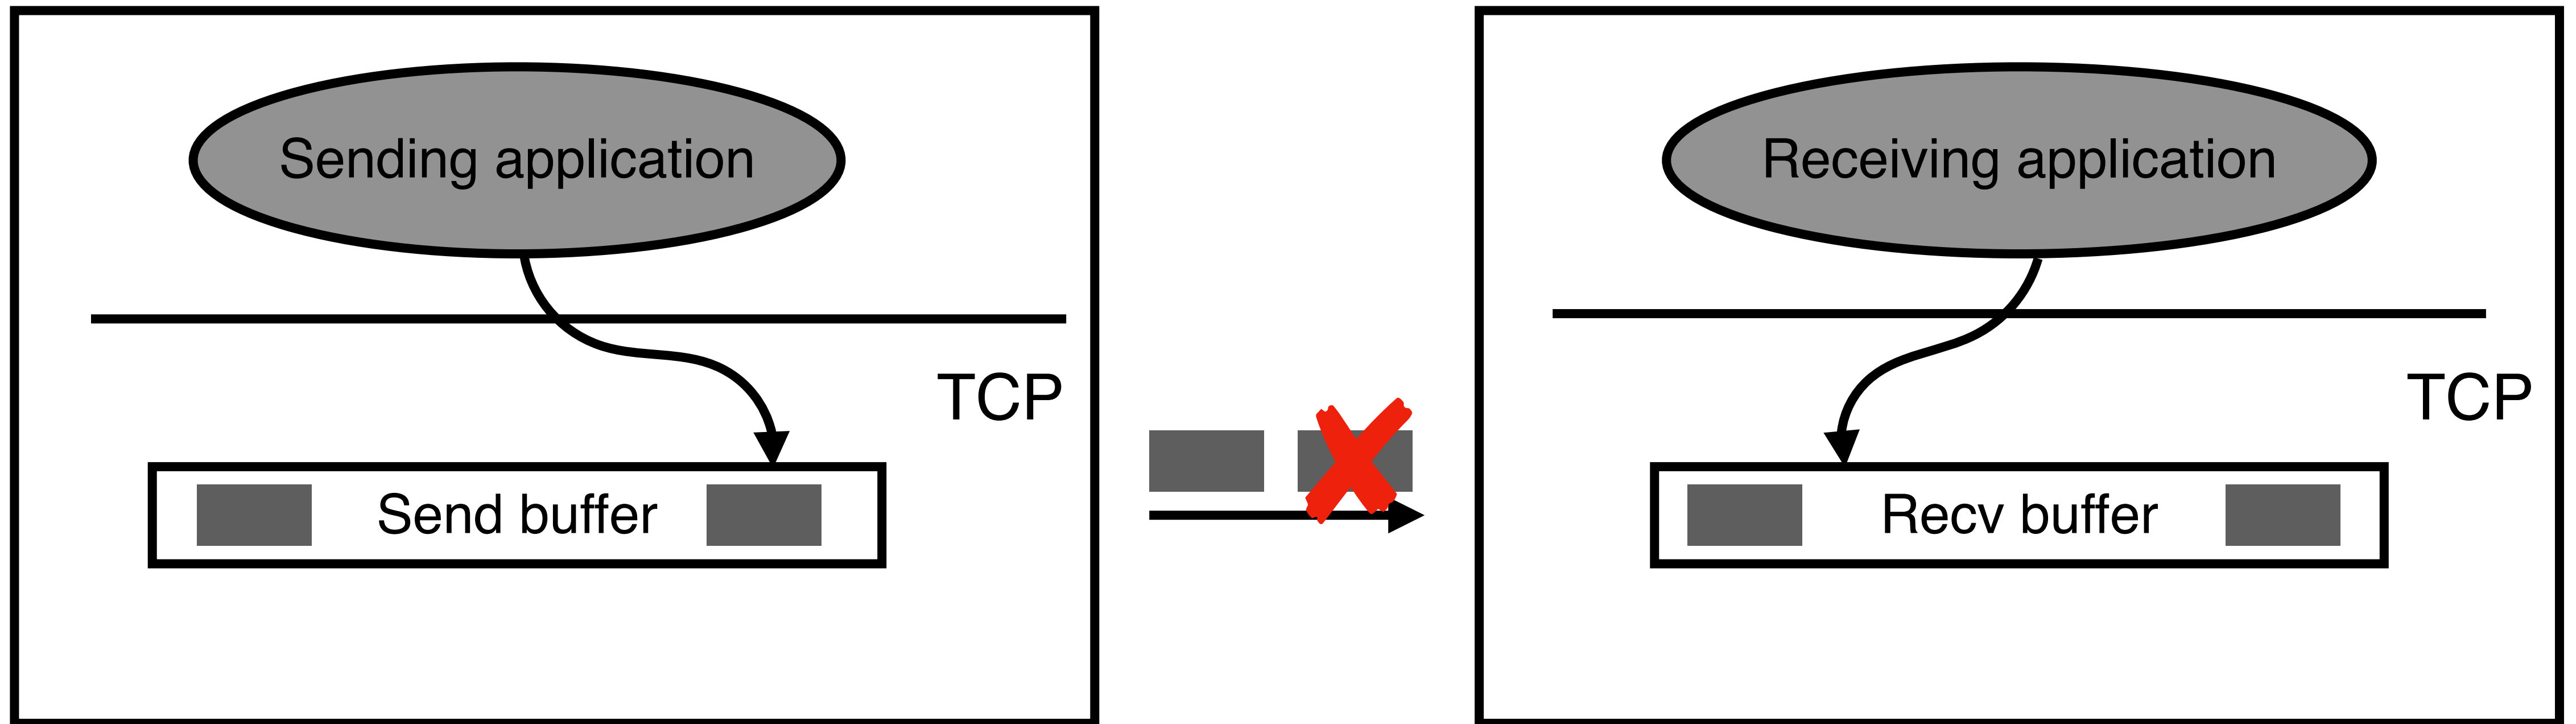 Sending application
Receiving application
TCP
TCP
Send buffer
Recv buffer